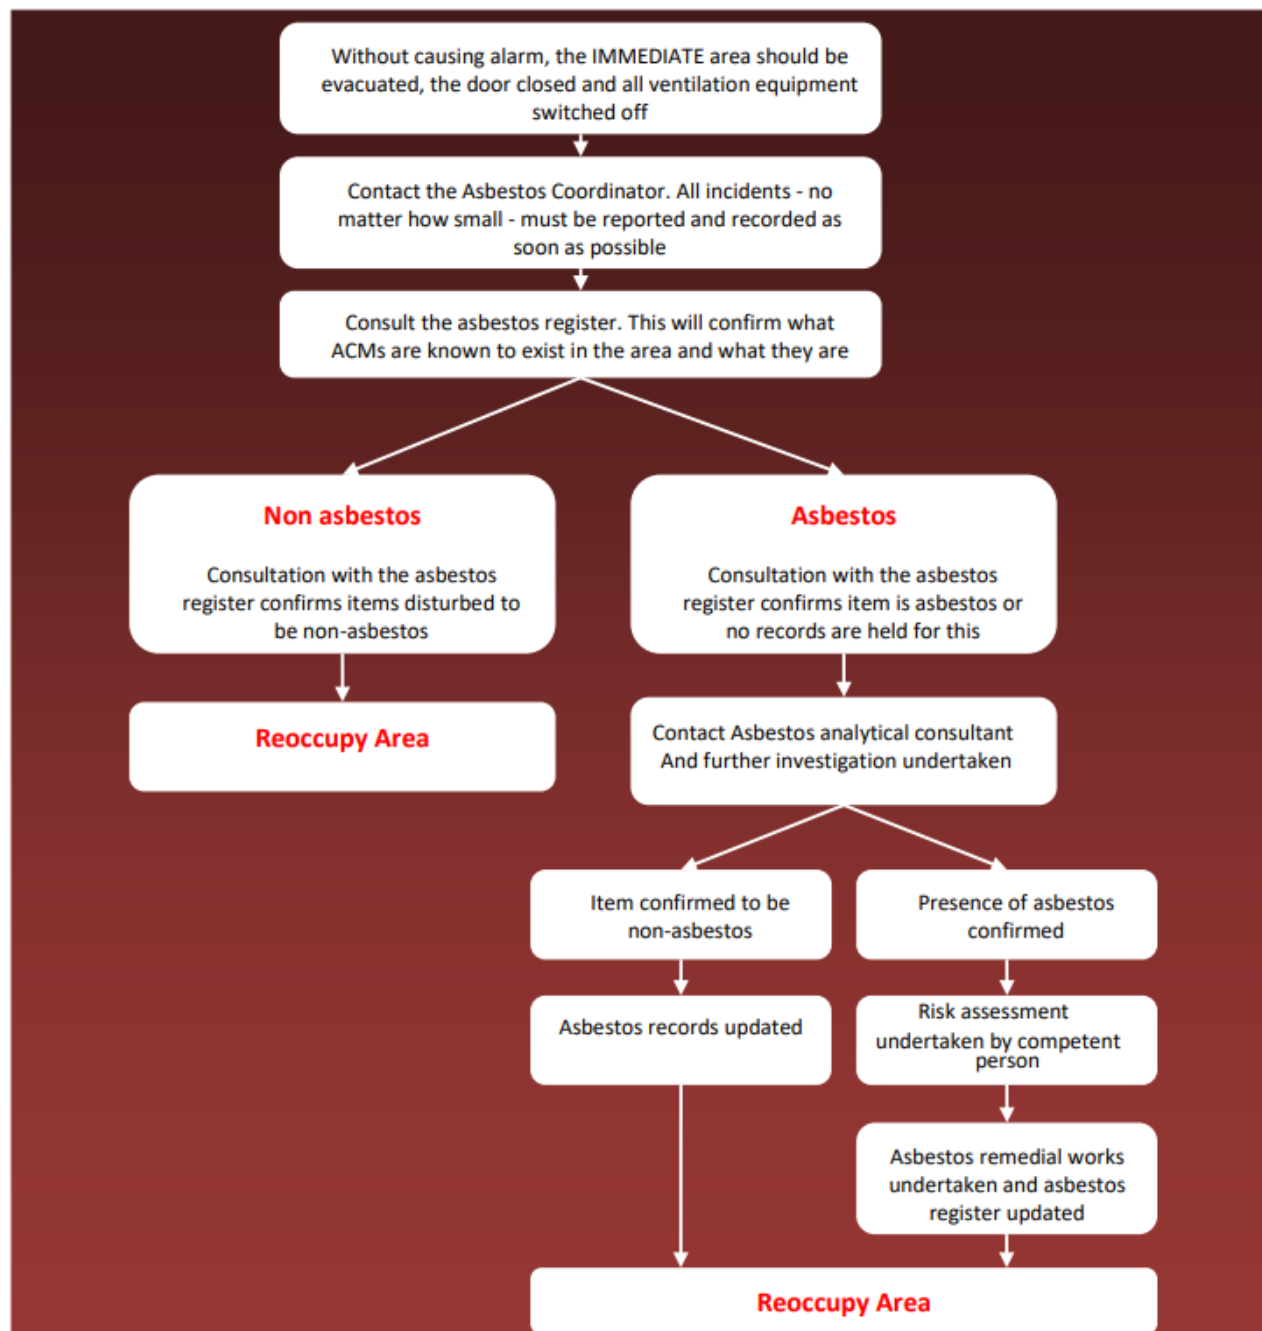 Without causing alarm, the IMMEDIATE area should be
evacuated, the door closed and all ventilation equipment
switched off
Contact the Asbestos Coordinator. All incidents - no
matter how small - must be reported and recorded as
soon as possible
Consult the asbestos register. This will confirm what
ACMs are known to exist in the area and what they are
Non asbestos
Consultation with the asbestos
register confirms items disturbed to
be non-asbestos
Reoccupy Area
Asbestos
Consultation with the asbestos
register confirms item is asbestos or
no records are held for this
Contact Asbestos analytical consultant
And further investigation undertaken
Item confirmed to be
non-asbestos
Asbestos records updated
Presence of asbestos
confirmed
Risk assessment
undertaken by competent
person
Asbestos remedial works
undertaken and asbestos
register updated
Reoccupy Area